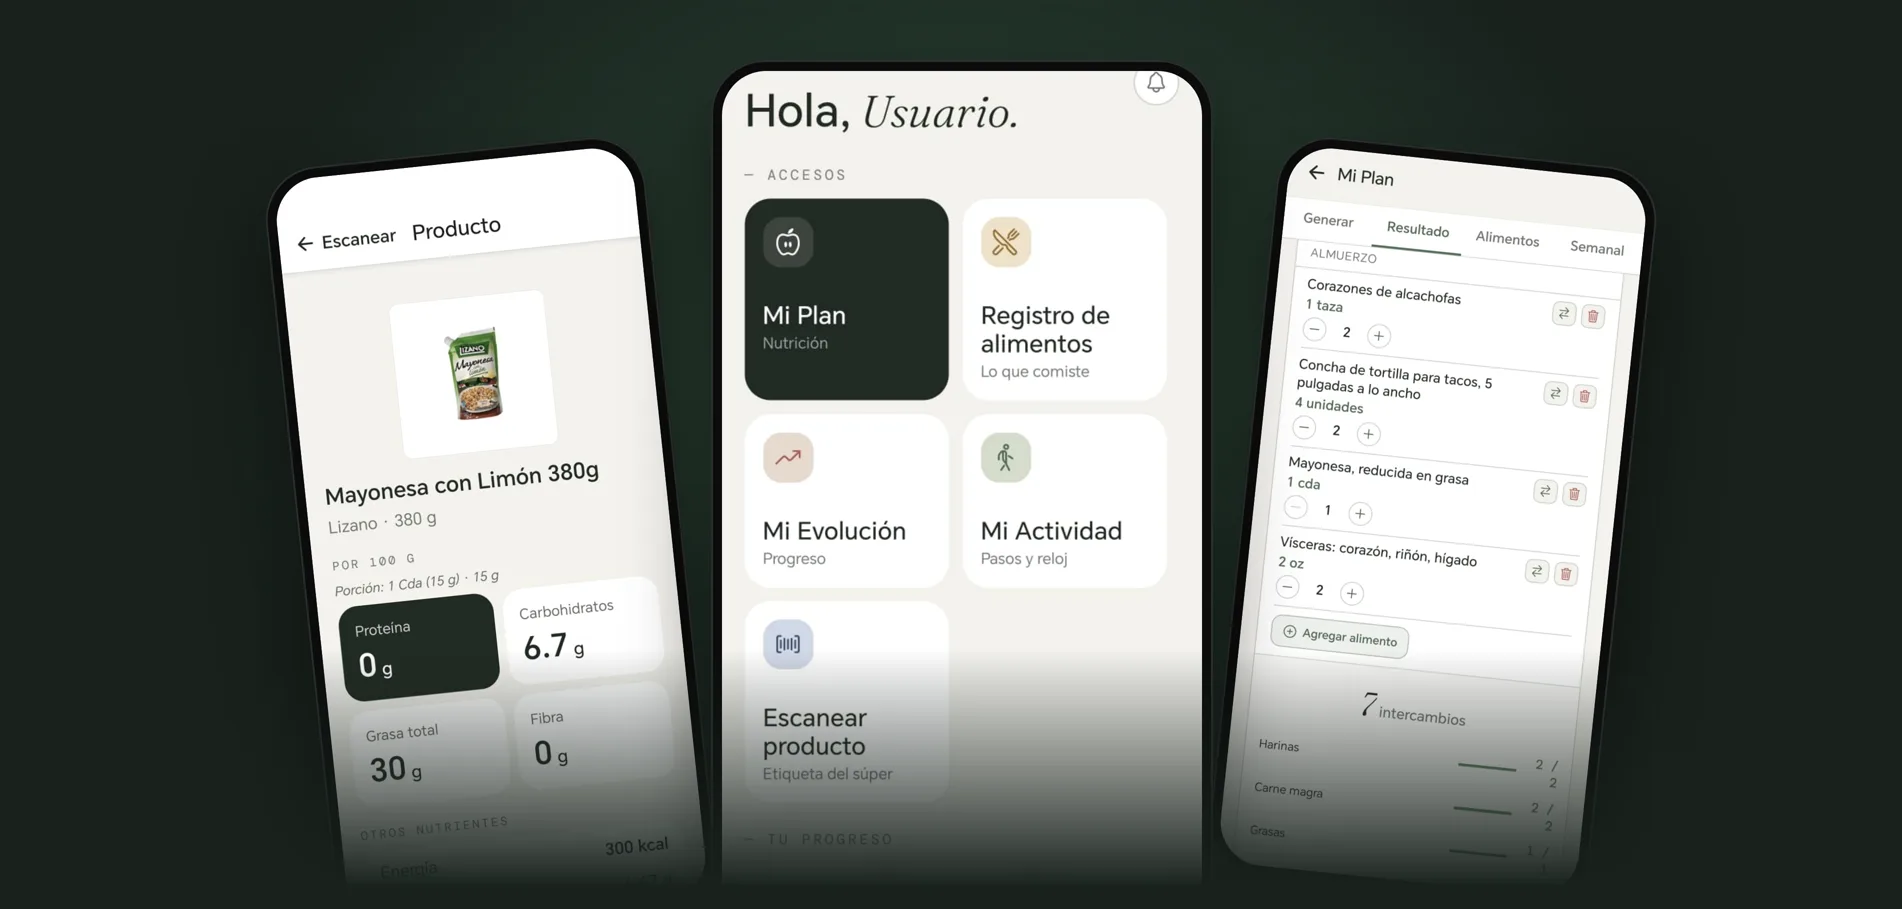 Escanear Producto
LIZANO
Mayonesa
Mayonesa con Limón 380g
Lizano · 380 g
POR 100 G
Porción: 1 Cda (15 g) · 15 g
Proteína
0 g
Carbohidratos
6.7 g
Grasa total
30 g
Fibra
0 g
OTROS NUTRIENTES
Energía
300 kcal
Hola, Usuario.
— ACCESOS
Mi Plan
Nutrición
Registro de
alimentos
Lo que comiste
Mi Evolución
Progreso
Mi Actividad
Pasos y reloj
Escanear
producto
Etiqueta del súper
— TU PROGRESO
Mi Plan
Generar Resultado Alimentos Semanal
ALMUERZO
Corazones de alcachofas
1 taza
− 2 +
Concha de tortilla para tacos, 5
pulgadas a lo ancho
4 unidades
− 2 +
Mayonesa, reducida en grasa
1 cda
− 1 +
Vísceras: corazón, riñón, hígado
2 oz
− 2 +
Agregar alimento
7 intercambios
Harinas
2 /
2
Carne magra
2 /
2
Grasas
1 /